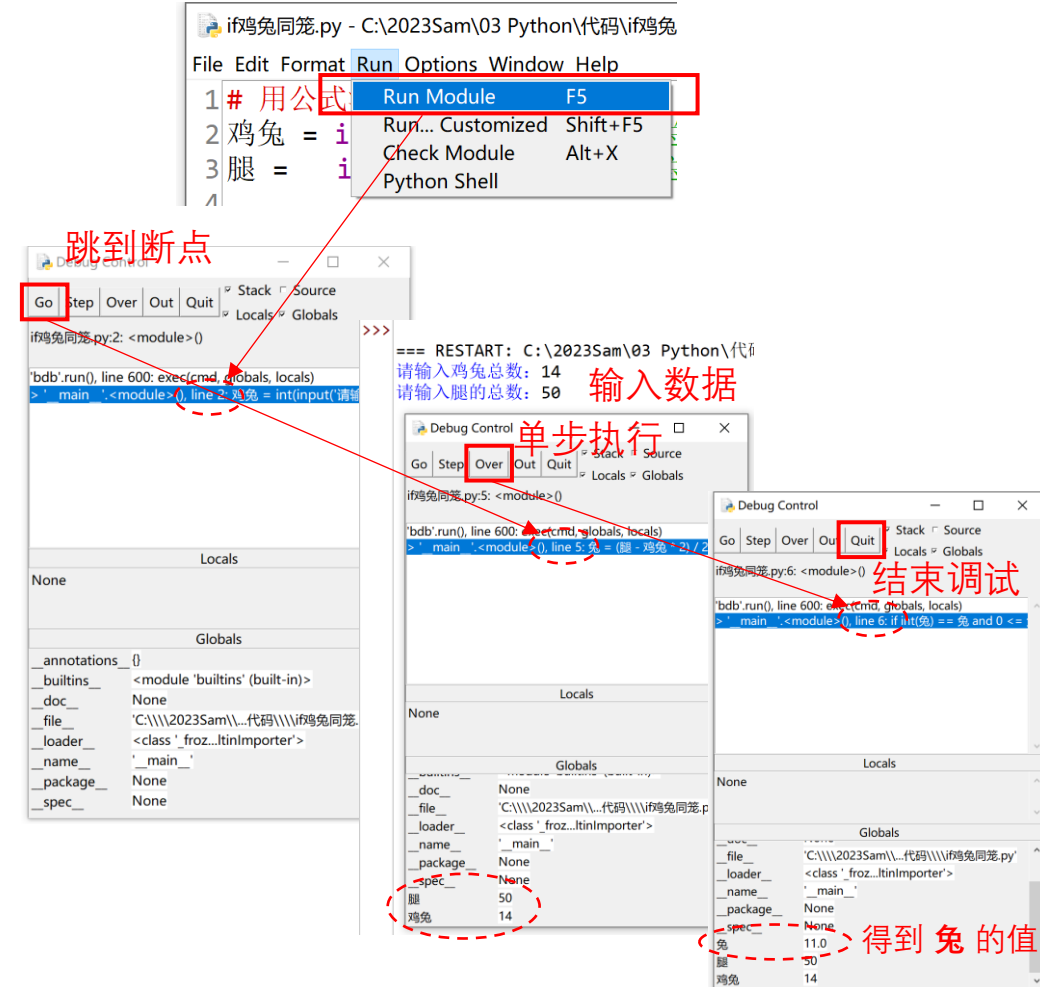 if鸡兔同笼.py - C:\2023Sam\03 Python\代码\if鸡兔
File Edit Format Run Options Window Help
1 # 用公式
Run Module F5
2 鸡兔 = i
Run... Customized Shift+F5
3 腿 = i
Check Module Alt+X
4
Python Shell
跳到断点
Debug Control
Go Step Over Out Quit
Stack Source
Locals Globals
if鸡兔同笼.py:2: <module>()
'bdb'.run(), line 600: exec(cmd, globals, locals)
> '__main__'.<module>(), line 2: 鸡兔 = int(input('请输
Locals
None
Globals
__annotations__ {}
__builtins__ <module 'builtins' (built-in)>
__doc__ None
__file__ 'C:\\\\2023Sam\\...代码\\\\if鸡兔同笼.
__loader__ <class '_froz...ltinImporter'>
__name__ '__main__'
__package__ None
__spec__ None
>>>
=== RESTART: C:\2023Sam\03 Python\代
请输入鸡兔总数: 14
请输入腿的总数: 50
输入数据
Debug Control
单步执行
Go Step Over Out Quit
Stack Source
Locals Globals
if鸡兔同笼.py:5: <module>()
'bdb'.run(), line 600: exec(cmd, globals, locals)
> '__main__'.<module>(), line 5: 兔 = (腿 - 鸡兔 * 2) / 2
Locals
None
Globals
__builtins__ <module 'builtins' (built-in)>
__doc__ None
__file__ 'C:\\\\2023Sam\\...代码\\\\if鸡兔同笼.p
__loader__ <class '_froz...ltinImporter'>
__name__ '__main__'
__package__ None
__spec__ None
腿 50
鸡兔 14
Debug Control
Go Step Over Out Quit
Stack Source
Locals Globals
if鸡兔同笼.py:6: <module>()
结束调试
'bdb'.run(), line 600: exec(cmd, globals, locals)
> '__main__'.<module>(), line 6: if int(兔) == 兔 and 0 <=
Locals
None
Globals
__doc__ None
__file__ 'C:\\\\2023Sam\\...代码\\\\if鸡兔同笼.py'
__loader__ <class '_froz...ltinImporter'>
__name__ '__main__'
__package__ None
__spec__ None
兔 11.0
得到 兔 的值
腿 50
鸡兔 14